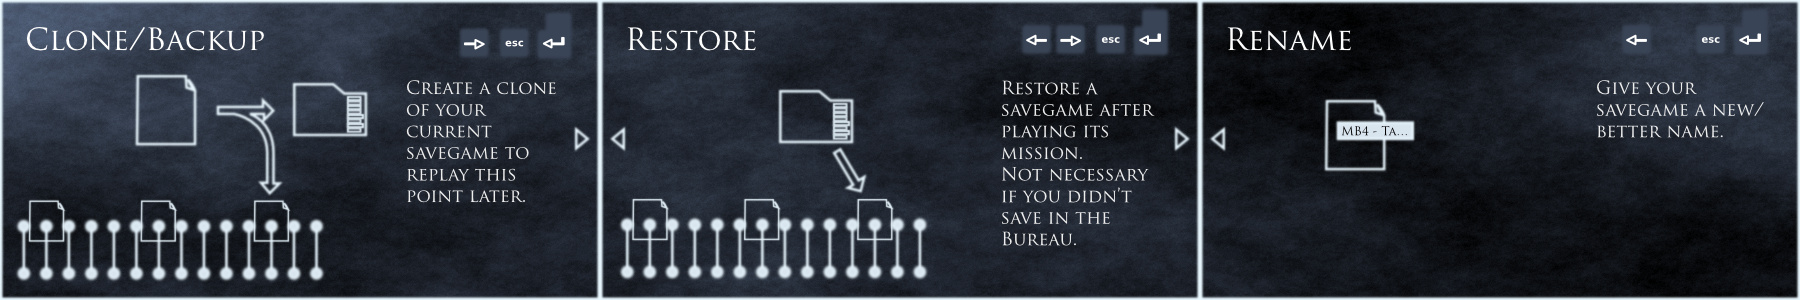 Clone/Backup
esc
Create a clone
of your
current
savegame to
replay this
point later.
Restore
esc
Restore a
savegame after
playing its
mission.
Not necessary
if you didn't
save in the
Bureau.
Rename
esc
MB4 - Ta...
Give your
savegame a new/
better name.